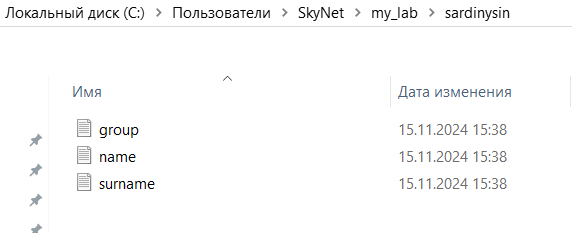 Локальный диск (C:) > Пользователи > SkyNet > my_lab > sardinysin
Имя Дата изменения
group 15.11.2024 15:38
name 15.11.2024 15:38
surname 15.11.2024 15:38